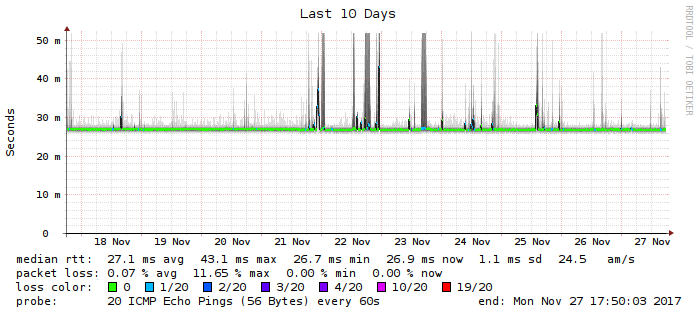 Last 10 Days
RRDTOOL / TOBI OETIKER
Seconds
50 m
40 m
30 m
20 m
10 m
0
18 Nov 19 Nov 20 Nov 21 Nov 22 Nov 23 Nov 24 Nov 25 Nov 26 Nov 27 Nov
median rtt: 27.1 ms avg 43.1 ms max 26.7 ms min 26.9 ms now 1.1 ms sd 24.5 am/s
packet loss: 0.07 % avg 11.65 % max 0.00 % min 0.00 % now
loss color: 0 1/20 2/20 3/20 4/20 10/20 19/20
probe: 20 ICMP Echo Pings (56 Bytes) every 60s end: Mon Nov 27 17:50:03 2017